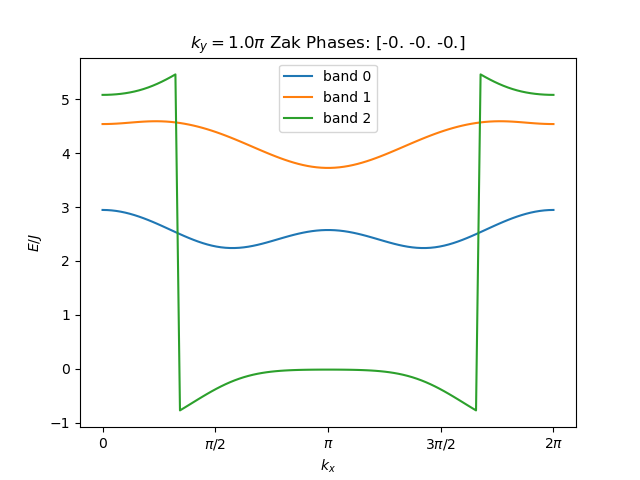 $k_y = 1.0\pi$ Zak Phases: [-0. -0. -0.]
band 0
band 1
band 2
E/J
5
4
3
2
1
0
−1
0
π/2
π
3π/2
2π
$k_x$